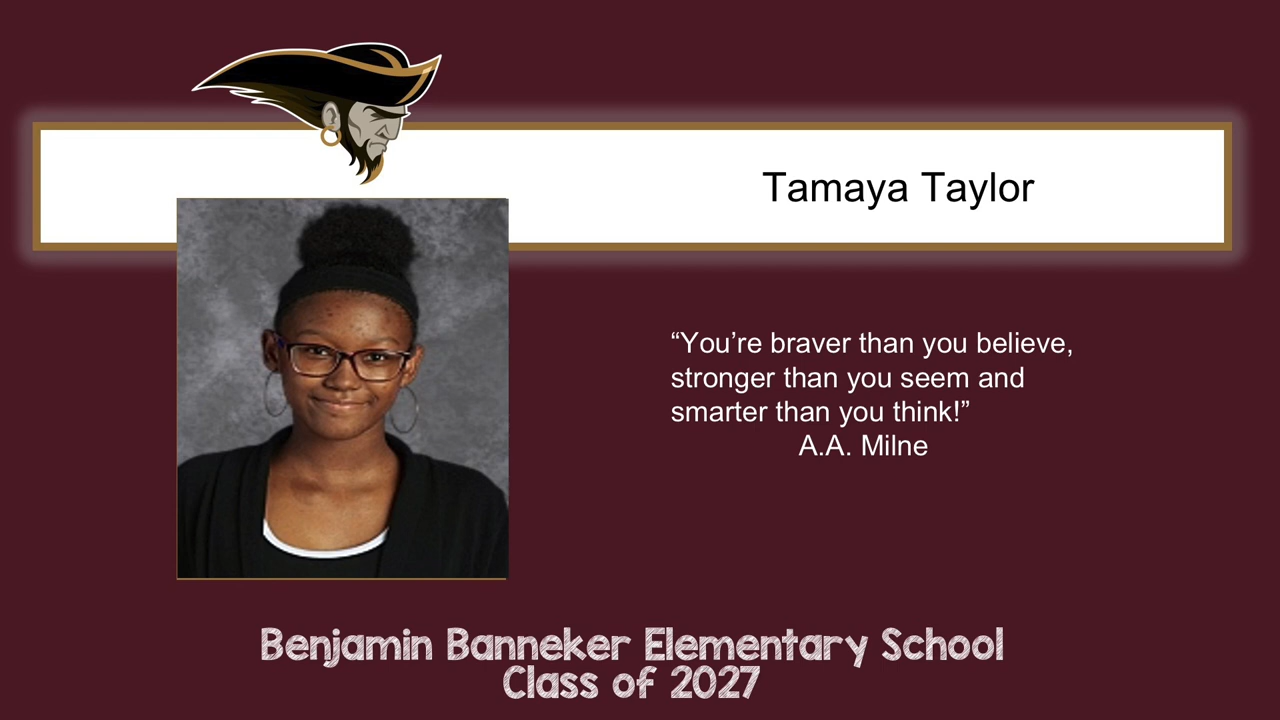 Tamaya Taylor
“You’re braver than you believe,
stronger than you seem and
smarter than you think!”
A.A. Milne
Benjamin Banneker Elementary School
Class of 2027